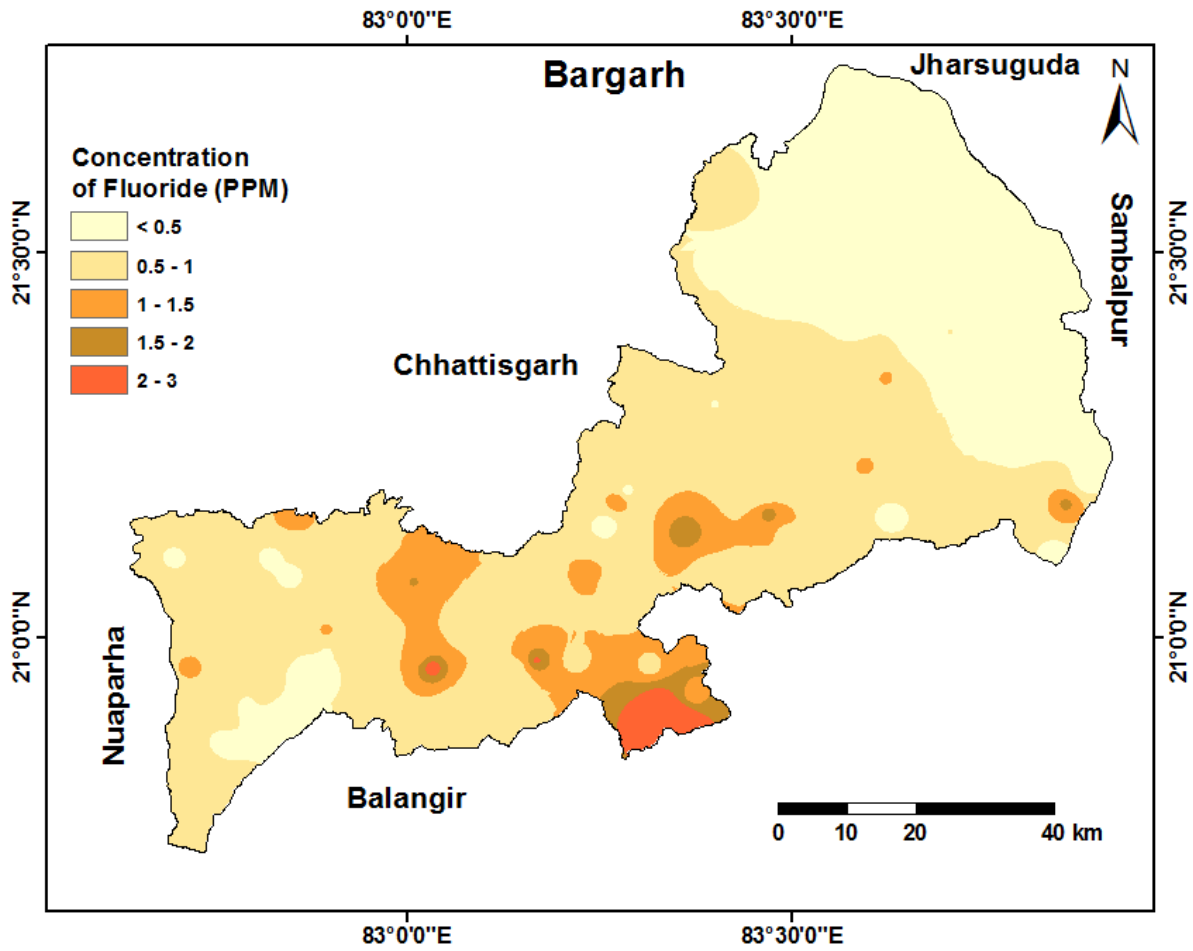 83°0'0"E
83°30'0"E
Bargarh
Jharsuguda
N
Concentration
of Fluoride (PPM)
< 0.5
0.5 - 1
1 - 1.5
1.5 - 2
2 - 3
21°30'0"N
21°30'0"N
Sambalpur
Chhattisgarh
21°0'0"N
21°0'0"N
Nuaparha
Balangir
0 10 20 40 km
83°0'0"E
83°30'0"E